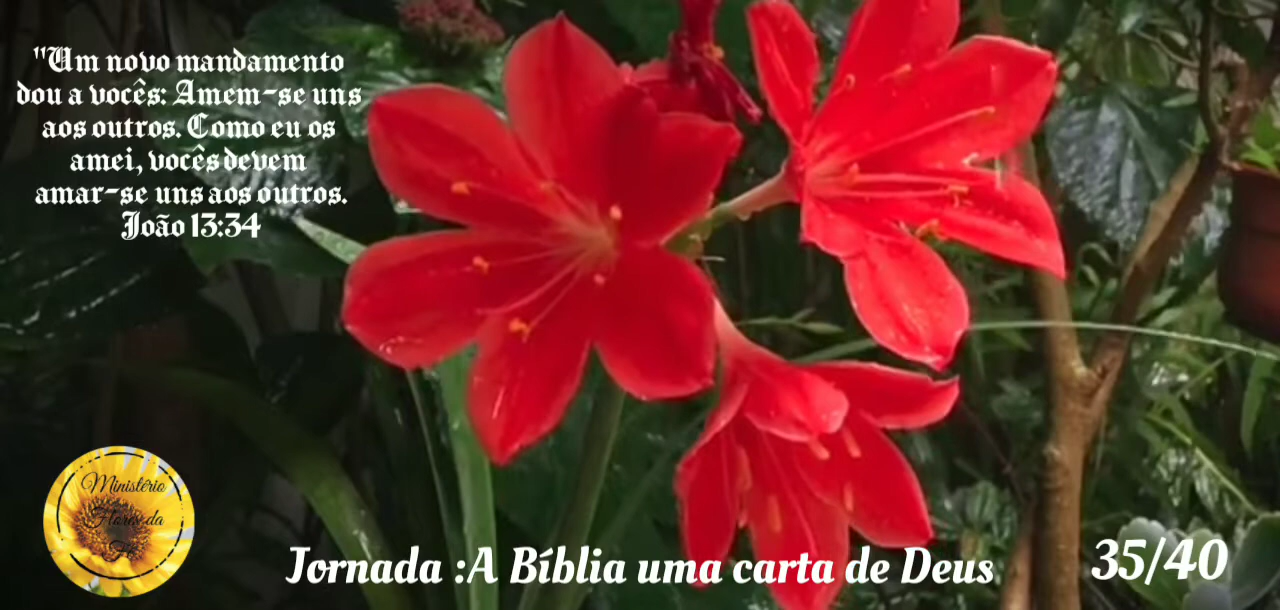 "Um novo mandamento
dou a vocês: Amem-se uns
aos outros. Como eu os
amei, vocês devem
amar-se uns aos outros.
João 13:34
Ministério
Flores da
Fé
Jornada :A Bíblia uma carta de Deus
35/40